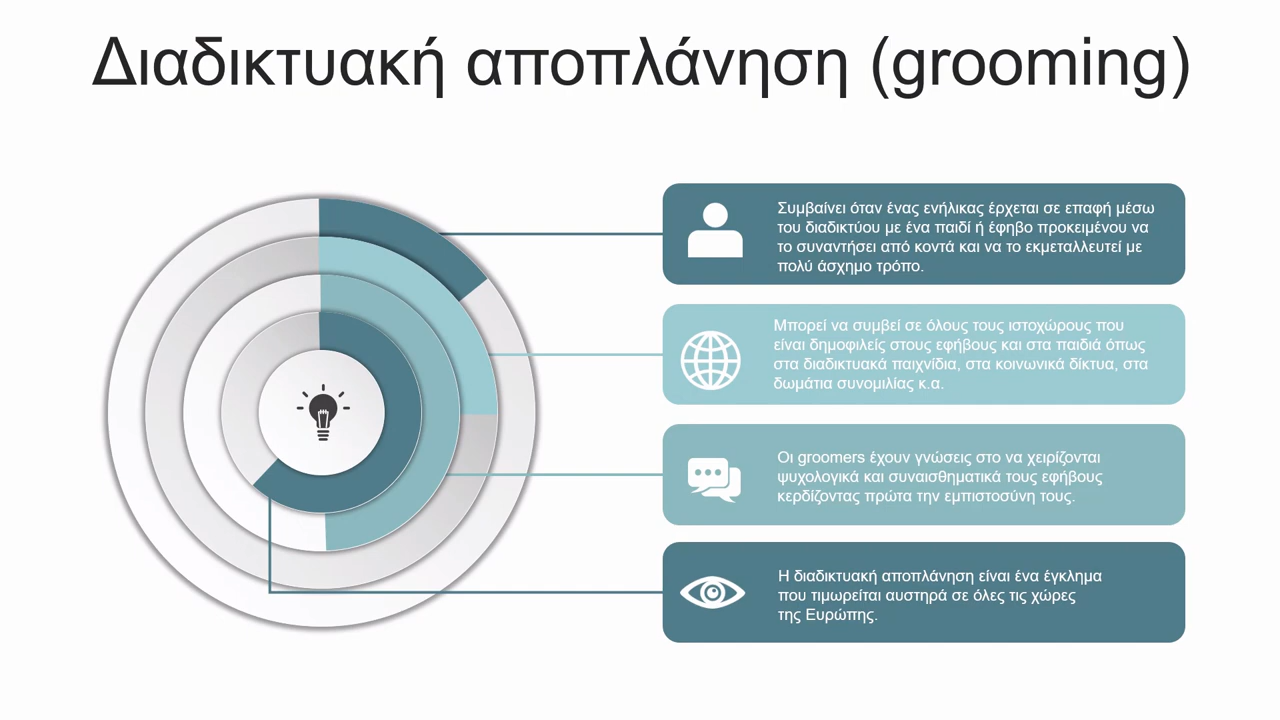 Διαδικτυακή αποπλάνηση (grooming)
Συμβαίνει όταν ένας ενήλικας έρχεται σε επαφή μέσω
του διαδικτύου με ένα παιδί ή έφηβο προκειμένου να
το συναντήσει από κοντά και να το εκμεταλλευτεί με
πολύ άσχημο τρόπο.
Μπορεί να συμβεί σε όλους τους ιστοχώρους που
είναι δημοφιλείς στους εφήβους και στα παιδιά όπως
στα διαδικτυακά παιχνίδια, στα κοινωνικά δίκτυα, στα
δωμάτια συνομιλίας κ.α.
Οι groomers έχουν γνώσεις στο να χειρίζονται
ψυχολογικά και συναισθηματικά τους εφήβους
κερδίζοντας πρώτα την εμπιστοσύνη τους.
Η διαδικτυακή αποπλάνηση είναι ένα έγκλημα
που τιμωρείται αυστηρά σε όλες τις χώρες
της Ευρώπης.